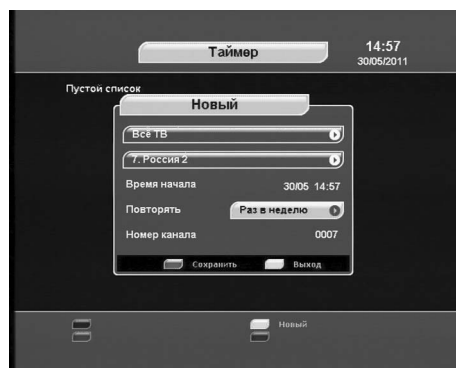 Таймер
14:57
30/05/2011
Пустой список
Новый
Всё ТВ
7. Россия 2
Время начала 30/05 14:57
Повторять Раз в неделю
Номер канала 0007
Сохранить Выход
Новый